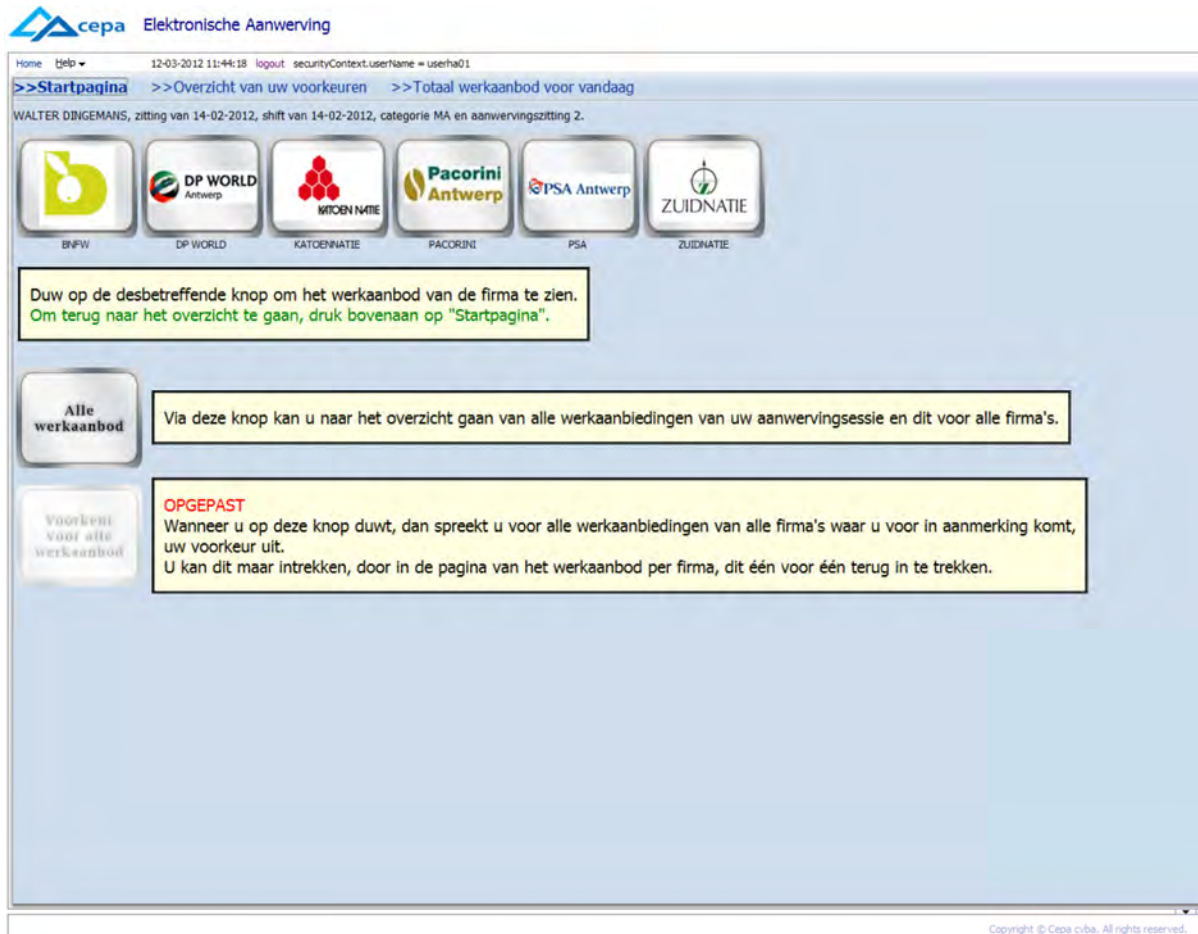 cepa Elektronische Aanwerving
Home Help 12-03-2012 11:44:18 logout securityContext.userName = userha01
>>Startpagina >>Overzicht van uw voorkeuren >>Totaal werkaanbod voor vandaag
WALTER DINGEMANS, zitting van 14-02-2012, shift van 14-02-2012, categorie MA en aanwervingszitting 2.
DP WORLD
Antwerp
KATOEN NATIE
Pacorini
Antwerp
PSA Antwerp
ZUIDNATIE
BNFW DP WORLD KATOENNATIE PACORINI PSA ZUIDNATIE
Duw op de desbetreffende knop om het werkaanbod van de firma te zien.
Om terug naar het overzicht te gaan, druk bovenaan op "Startpagina".
Alle
werkaanbod
Via deze knop kan u naar het overzicht gaan van alle werkaanbiedingen van uw aanwervingsessie en dit voor alle firma's.
Voorkeur
voor alle
werkaanbod
OPGEPAST
Wanneer u op deze knop duwt, dan spreekt u voor alle werkaanbiedingen van alle firma's waar u voor in aanmerking komt,
uw voorkeur uit.
U kan dit maar intrekken, door in de pagina van het werkaanbod per firma, dit één voor één terug in te trekken.
Copyright © Cepa cvba. All rights reserved.